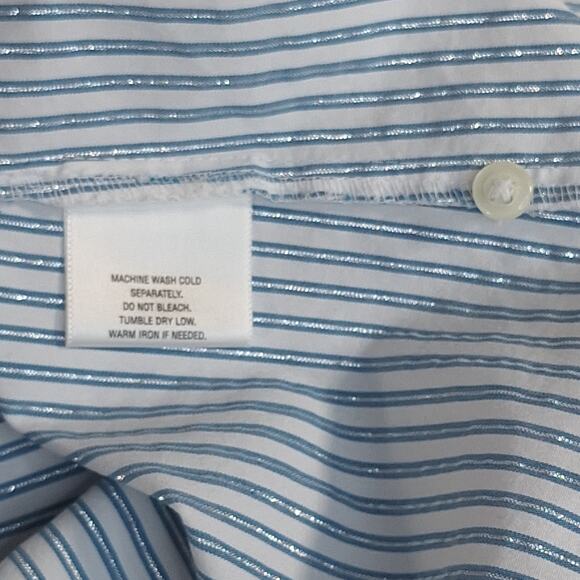 MACHINE WASH COLD
SEPARATELY.
DO NOT BLEACH.
TUMBLE DRY LOW.
WARM IRON IF NEEDED.